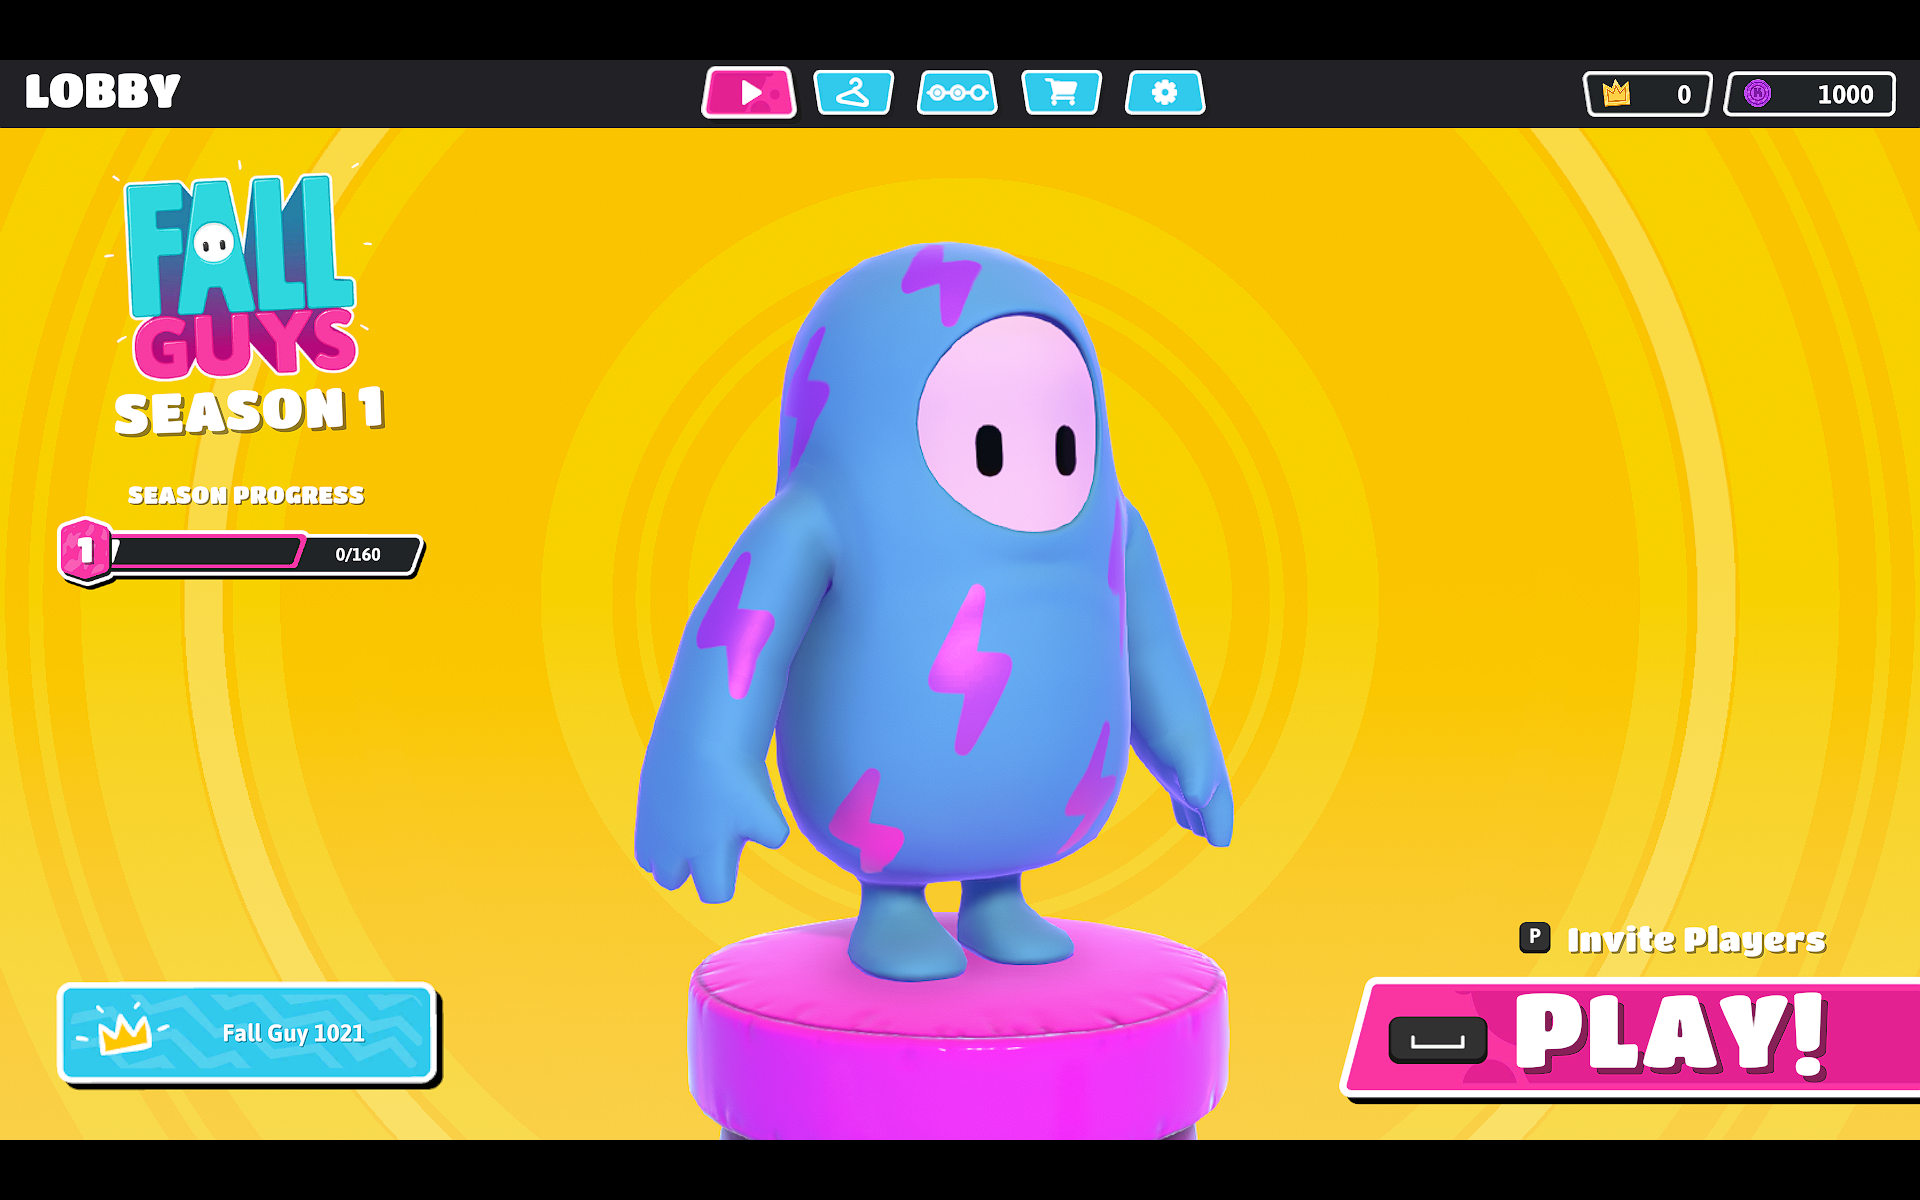 LOBBY
0
1000
FALL
GUYS
SEASON 1
SEASON PROGRESS
1
0/160
P Invite Players
Fall Guy 1021
PLAY!